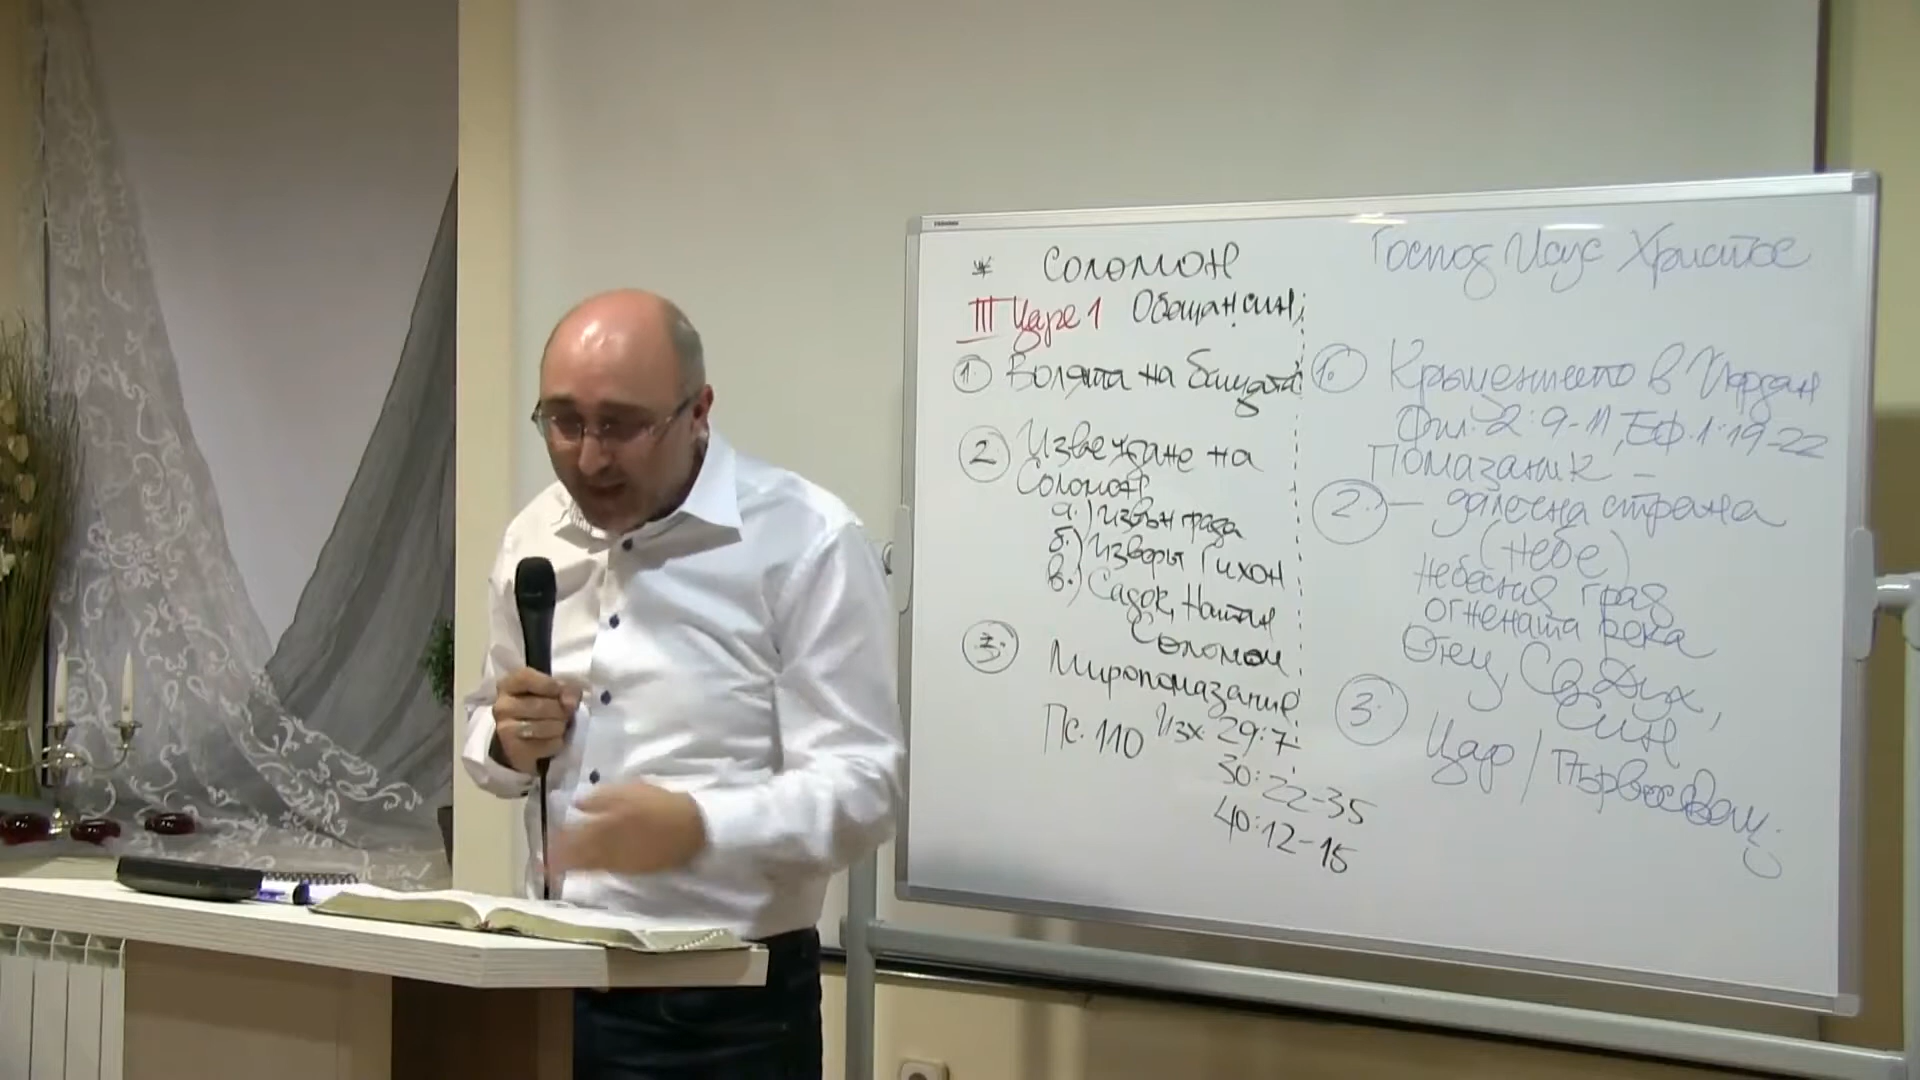 * СОЛОМОН
III Царе 1 Обещан син
1. Волята на бащата
2. Извеждане на
Соломон
а.) извън града
б.) Извори Гихон
в.) Садок, Натан
Соломон
3. Миропомазание
Пс. 110 Изх. 29:7
30:22-35
40:12-15
Господ Исус Христос
1. Кръщението в Йордан
Фил. 2:9-11, Еф. 1:19-22
Помазаник –
2. – далечна страна
(небе)
небесния град
огнената река
Отец, Св. Дух,
Син
3. Цар / Първосвещ.